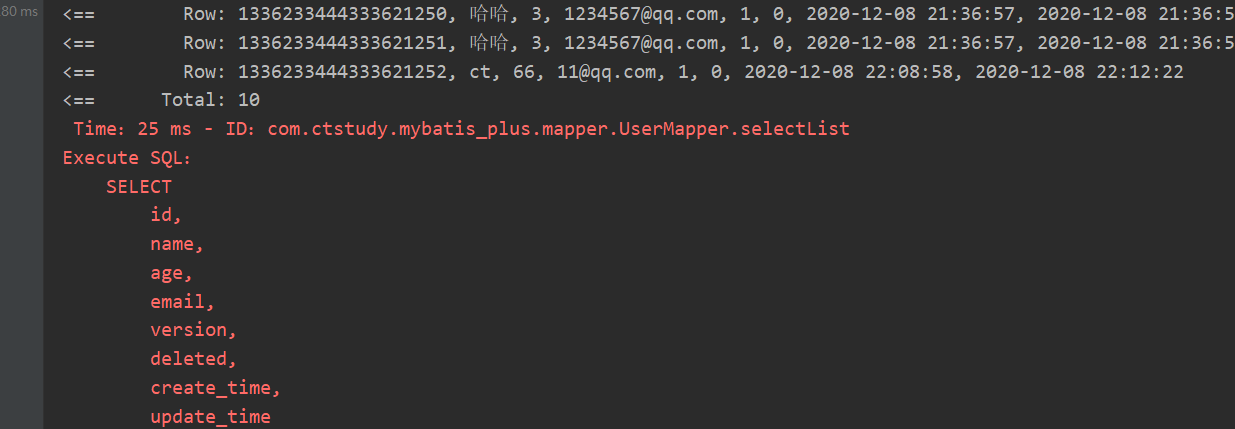 80 ms
<==        Row: 1336233444333621250, 哈哈, 3, 1234567@qq.com, 1, 0, 2020-12-08 21:36:57, 2020-12-08 21:36:5
<==        Row: 1336233444333621251, 哈哈, 3, 1234567@qq.com, 1, 0, 2020-12-08 21:36:57, 2020-12-08 21:36:5
<==        Row: 1336233444333621252, ct, 66, 11@qq.com, 1, 0, 2020-12-08 22:08:58, 2020-12-08 22:12:22
<==      Total: 10
 Time：25 ms - ID：com.ctstudy.mybatis_plus.mapper.UserMapper.selectList
Execute SQL：
    SELECT
        id,
        name,
        age,
        email,
        version,
        deleted,
        create_time,
        update_time